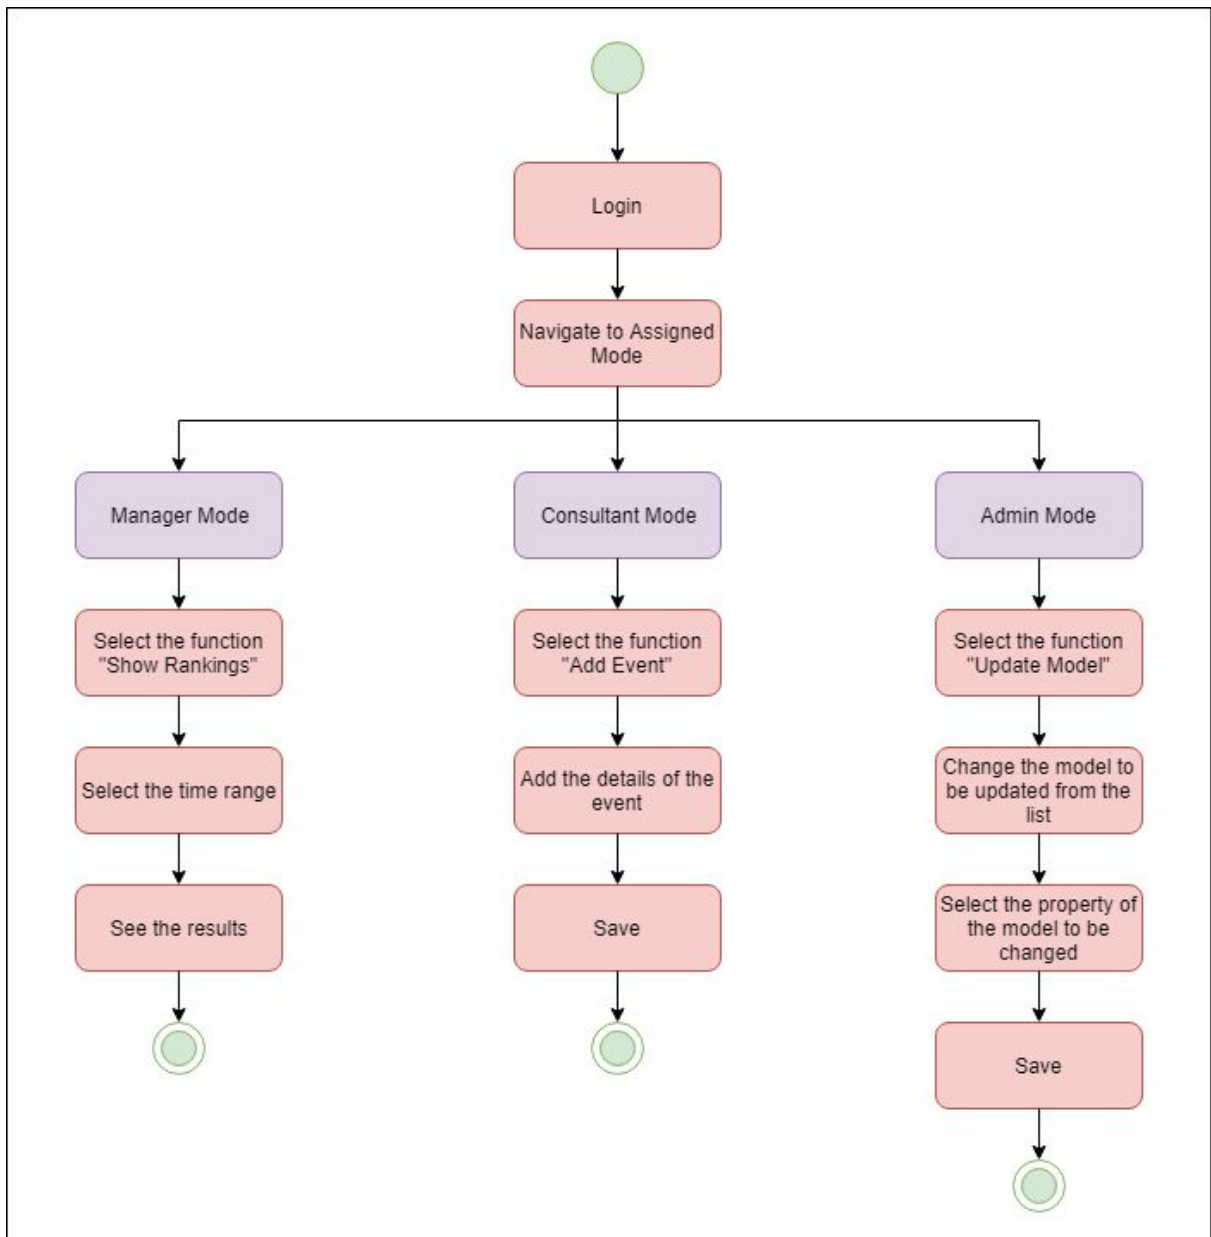 Login
Navigate to Assigned
Mode
Manager Mode
Consultant Mode
Admin Mode
Select the function
"Show Rankings"
Select the function
"Add Event"
Select the function
"Update Model"
Select the time range
Add the details of the
event
Change the model to
be updated from the
list
See the results
Save
Select the property of
the model to be
changed
Save